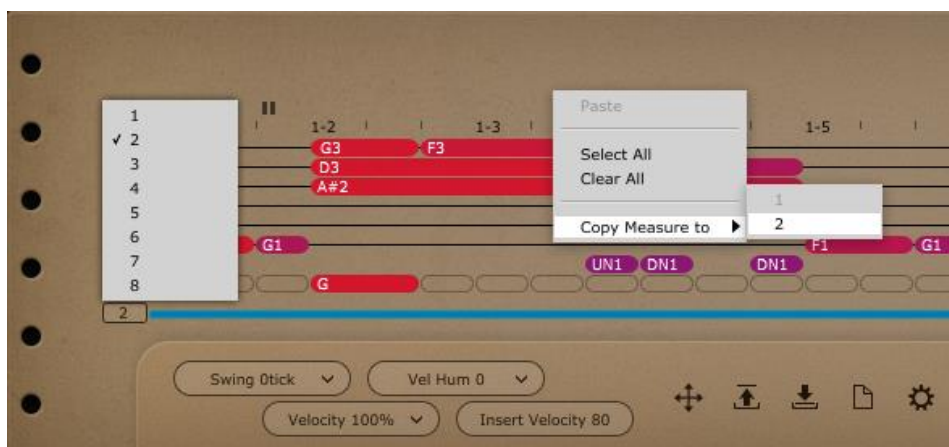 Paste
1
✓ 2
3
4
5
6
7
8
1-2
1-3
1-5
G3
F3
D3
A#2
Select All
Clear All
Copy Measure to
1
2
G1
F1
G1
UN1
DN1
DN1
G
2
Swing 0tick
Vel Hum 0
Velocity 100%
Insert Velocity 80